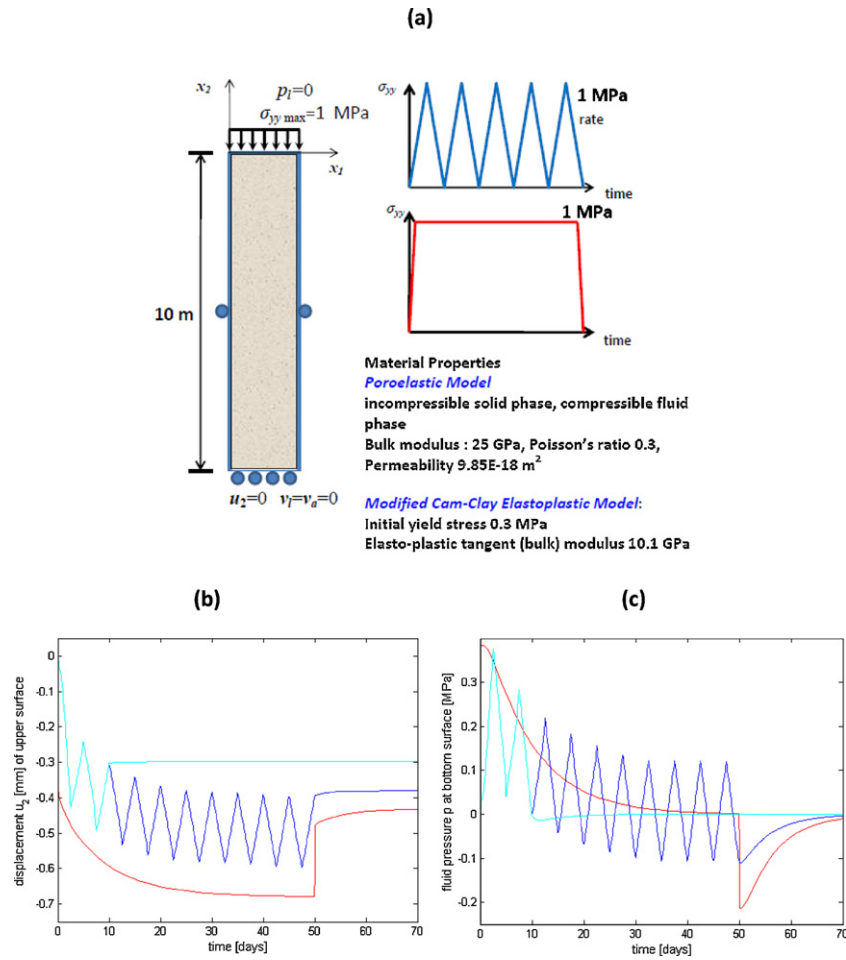 (a)
x₂
pₗ=0
σyy max=1 MPa
x₁
10 m
u₂=0 vₗ=vₐ=0
σyy
1 MPa
rate
time
σyy
1 MPa
time
Material Properties
Poroelastic Model
incompressible solid phase, compressible fluid
phase
Bulk modulus : 25 GPa, Poisson's ratio 0.3,
Permeability 9.85E-18 m²
Modified Cam-Clay Elastoplastic Model:
Initial yield stress 0.3 MPa
Elasto-plastic tangent (bulk) modulus 10.1 GPa
(b)
displacement u₂ [mm] of upper surface
0
-0.1
-0.2
-0.3
-0.4
-0.5
-0.6
-0.7
0 10 20 30 40 50 60 70
time [days]
(c)
fluid pressure p at bottom surface [MPa]
0.3
0.2
0.1
0
-0.1
-0.2
0 10 20 30 40 50 60 70
time [days]